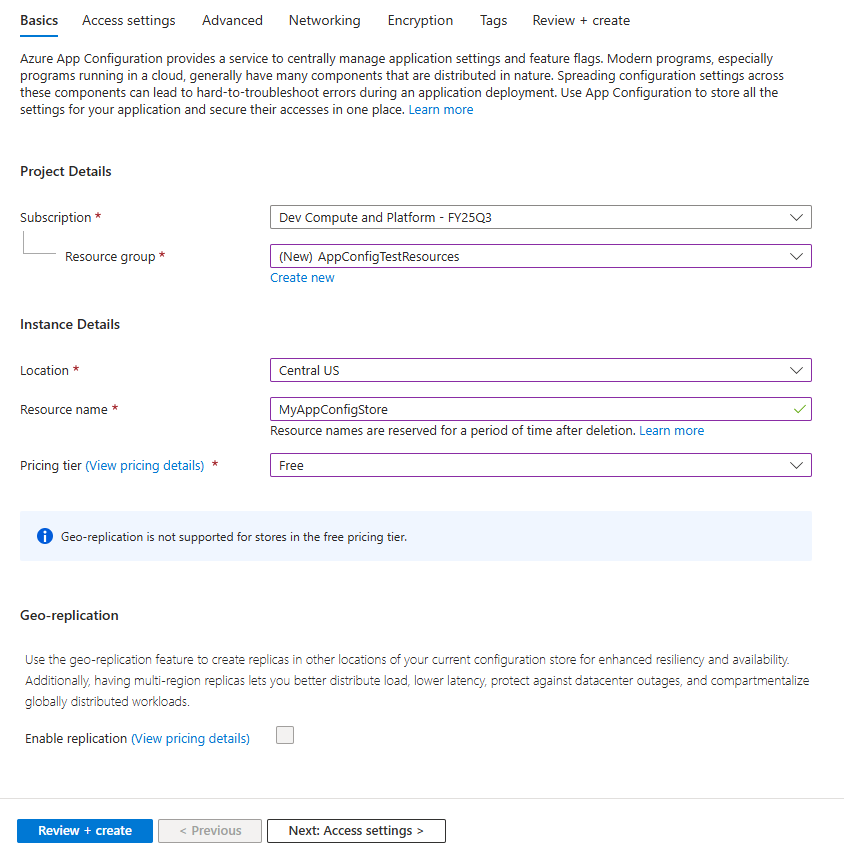 Basics Access settings Advanced Networking Encryption Tags Review + create
Azure App Configuration provides a service to centrally manage application settings and feature flags. Modern programs, especially
programs running in a cloud, generally have many components that are distributed in nature. Spreading configuration settings across
these components can lead to hard-to-troubleshoot errors during an application deployment. Use App Configuration to store all the
settings for your application and secure their accesses in one place. Learn more
Project Details
Subscription * Dev Compute and Platform - FY25Q3
Resource group * (New) AppConfigTestResources
Create new
Instance Details
Location * Central US
Resource name * MyAppConfigStore
Resource names are reserved for a period of time after deletion. Learn more
Pricing tier (View pricing details) * Free
Geo-replication is not supported for stores in the free pricing tier.
Geo-replication
Use the geo-replication feature to create replicas in other locations of your current configuration store for enhanced resiliency and availability.
Additionally, having multi-region replicas lets you better distribute load, lower latency, protect against datacenter outages, and compartmentalize
globally distributed workloads.
Enable replication (View pricing details)
Review + create < Previous Next: Access settings >